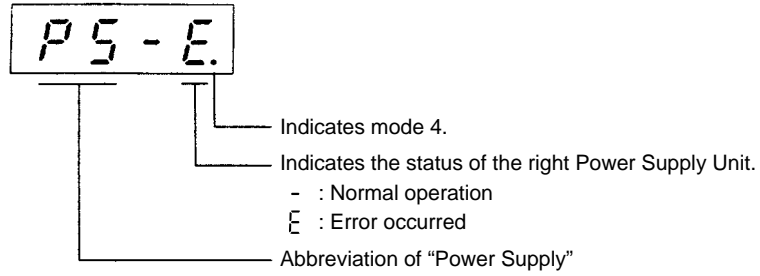 PS-E.
Indicates mode 4.
Indicates the status of the right Power Supply Unit.
- : Normal operation
E : Error occurred
Abbreviation of “Power Supply”